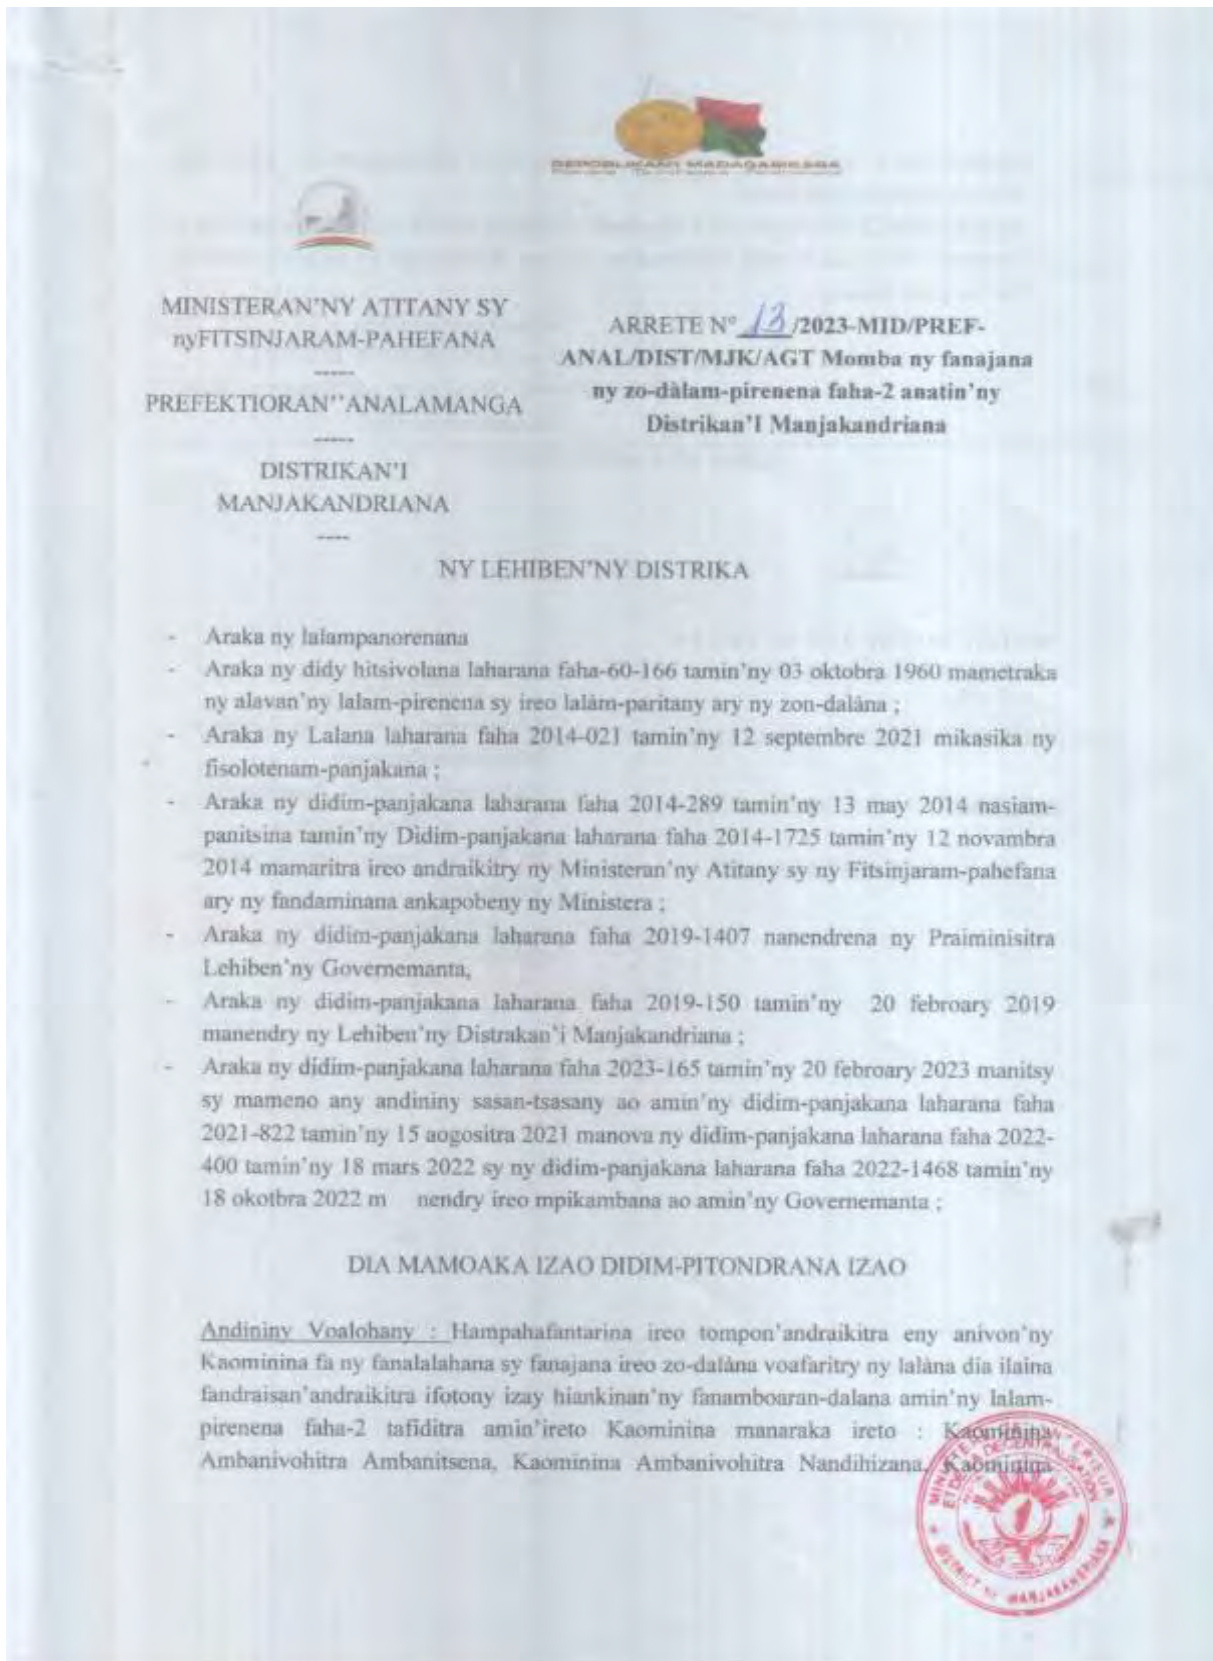 REPOBLIKAN'I MADAGASIKARA
MINISTERAN'NY ATITANY SY
nyFITSINJARAM-PAHEFANA
-----
PREFEKTIORAN''ANALAMANGA
-----
DISTRIKAN'I
MANJAKANDRIANA
----
ARRETE N° 13/2023-MID/PREF-
ANAL/DIST/MJK/AGT Momba ny fanajana
ny zo-dàlam-pirenena faha-2 anatin'ny
Distrikan'I Manjakandriana
NY LEHIBEN'NY DISTRIKA
- Araka ny lalampanorenana
- Araka ny didy hitsivolana laharana faha-60-166 tamin'ny 03 oktobra 1960 mametraka
ny alavan'ny lalam-pirenena sy ireo lalàm-paritany ary ny zon-dalàna ;
- Araka ny Lalana laharana faha 2014-021 tamin'ny 12 septembre 2021 mikasika ny
fisolotenam-panjakana ;
- Araka ny didim-panjakana laharana faha 2014-289 tamin'ny 13 may 2014 nasiam-
panitsina tamin'ny Didim-panjakana laharana faha 2014-1725 tamin'ny 12 novambra
2014 mamaritra ireo andraikitry ny Ministeran'ny Atitany sy ny Fitsinjaram-pahefana
ary ny fandaminana ankapobeny ny Ministera ;
- Araka ny didim-panjakana laharana faha 2019-1407 nanendrena ny Praiminisitra
Lehiben'ny Governemanta,
- Araka ny didim-panjakana laharana faha 2019-150 tamin'ny 20 febroary 2019
manendry ny Lehiben'ny Distrakan'i Manjakandriana ;
- Araka ny didim-panjakana laharana faha 2023-165 tamin'ny 20 febroary 2023 manitsy
sy mameno any andininy sasan-tsasany ao amin'ny didim-panjakana laharana faha
2021-822 tamin'ny 15 aogositra 2021 manova ny didim-panjakana laharana faha 2022-
400 tamin'ny 18 mars 2022 sy ny didim-panjakana laharana faha 2022-1468 tamin'ny
18 okotbra 2022 m nendry ireo mpikambana ao amin'ny Governemanta ;
DIA MAMOAKA IZAO DIDIM-PITONDRANA IZAO
Andininy Voalohany : Hampahafantarina ireo tompon'andraikitra eny anivon'ny
Kaominina fa ny fanalalahana sy fanajana ireo zo-dalàna voafaritry ny lalàna dia ilaina
fandraisan'andraikitra ifotony izay hiankinan'ny fanamboaran-dalana amin'ny lalam-
pirenena faha-2 tafiditra amin'ireto Kaominina manaraka ireto : Kaominina
Ambanivohitra Ambanitsena, Kaominina Ambanivohitra Nandihizana, Kaominina
ET DE LA DECENTRALISATION
DISTRICT MANJAKANDRIANA